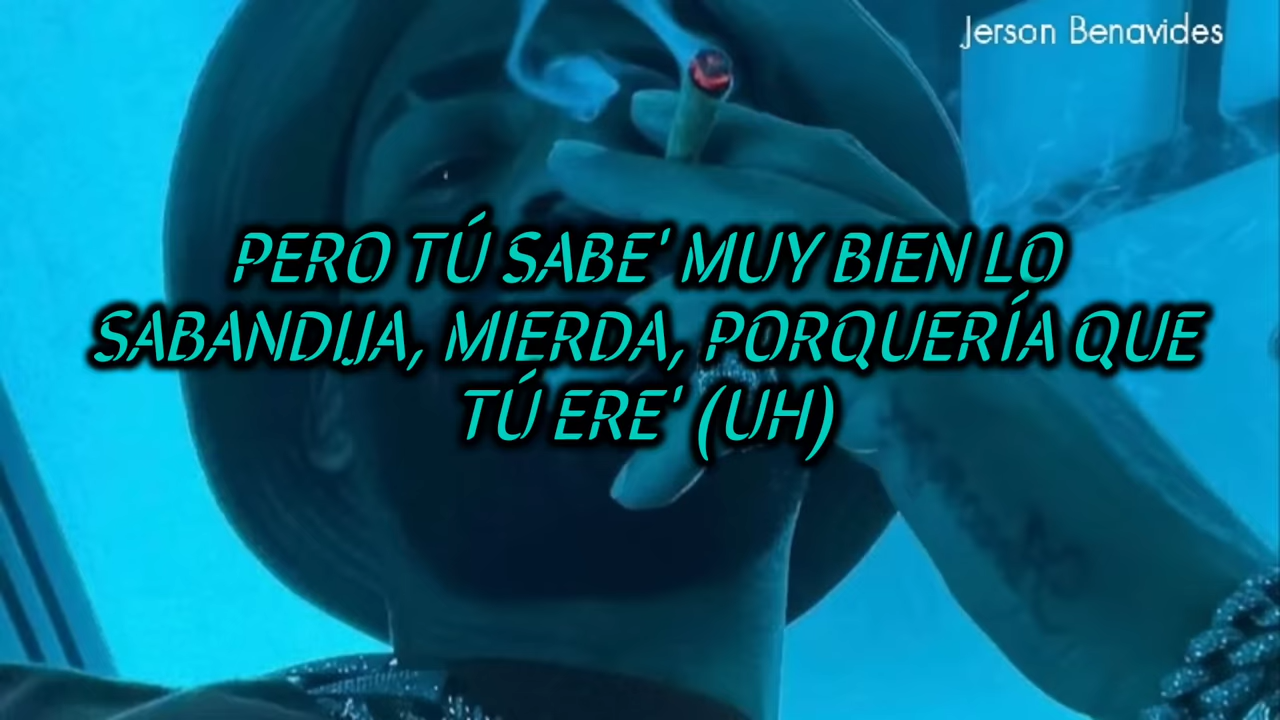 Jerson Benavides
PERO TÚ SABE' MUY BIEN LO
SABANDIJA, MIERDA, PORQUERÍA QUE
TÚ ERE' (UH)